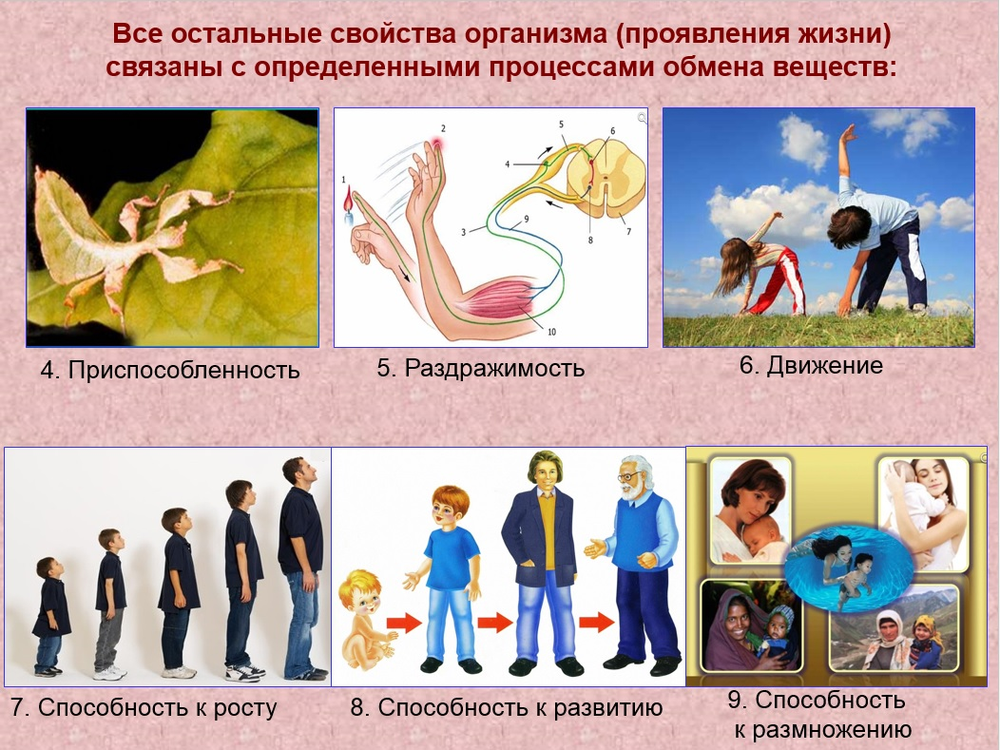 Все остальные свойства организма (проявления жизни)
связаны с определенными процессами обмена веществ:
1
2
3
4
5
6
7
8
9
10
4. Приспособленность
5. Раздражимость
6. Движение
7. Способность к росту
8. Способность к развитию
9. Способность
к размножению